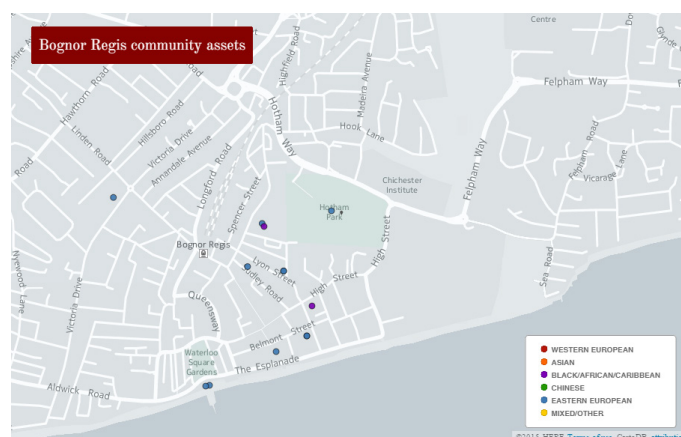 Bognor Regis community assets
Centre
Highfield Road
Madeira Avenue
Felpham Way
Hawthorn Road
Hotham Way
Hook Lane
Hillsboro Road
Linden Road
Victoria Drive
Annandale Avenue
Road
Longford Road
Spencer Street
Chichester
Institute
Felpham Way
Felpham Road
Vicarage Lane
Hotham
Park
High Street
Bognor Regis
Lyon Street
Sea Road
Nyewood Lane
Victoria Drive
Queensway
High Street
Belmont Street
Waterloo
Square
Gardens
The Esplanade
Aldwick Road
WESTERN EUROPEAN
ASIAN
BLACK/AFRICAN/CARIBBEAN
CHINESE
EASTERN EUROPEAN
MIXED/OTHER